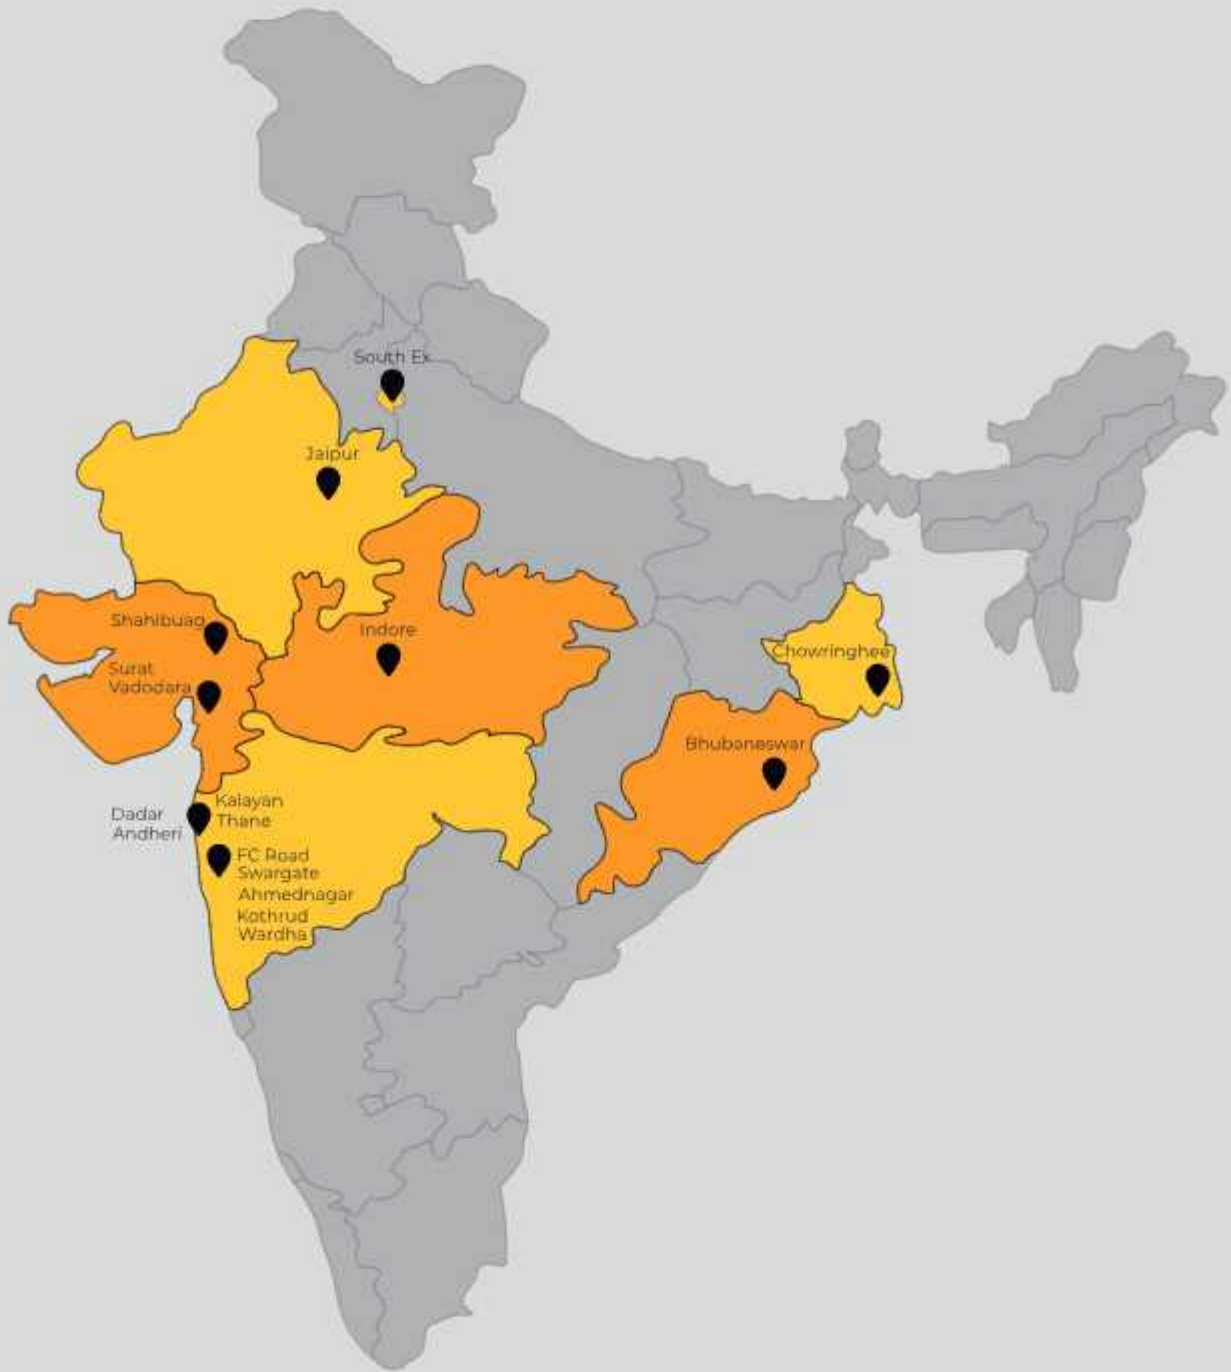 South Ex
Jaipur
Shahibuag
Indore
Surat
Vadodara
Chowringhee
Bhubaneswar
Dadar
Andheri
Kalayan
Thane
FC Road
Swargate
Ahmednagar
Kothrud
Wardha